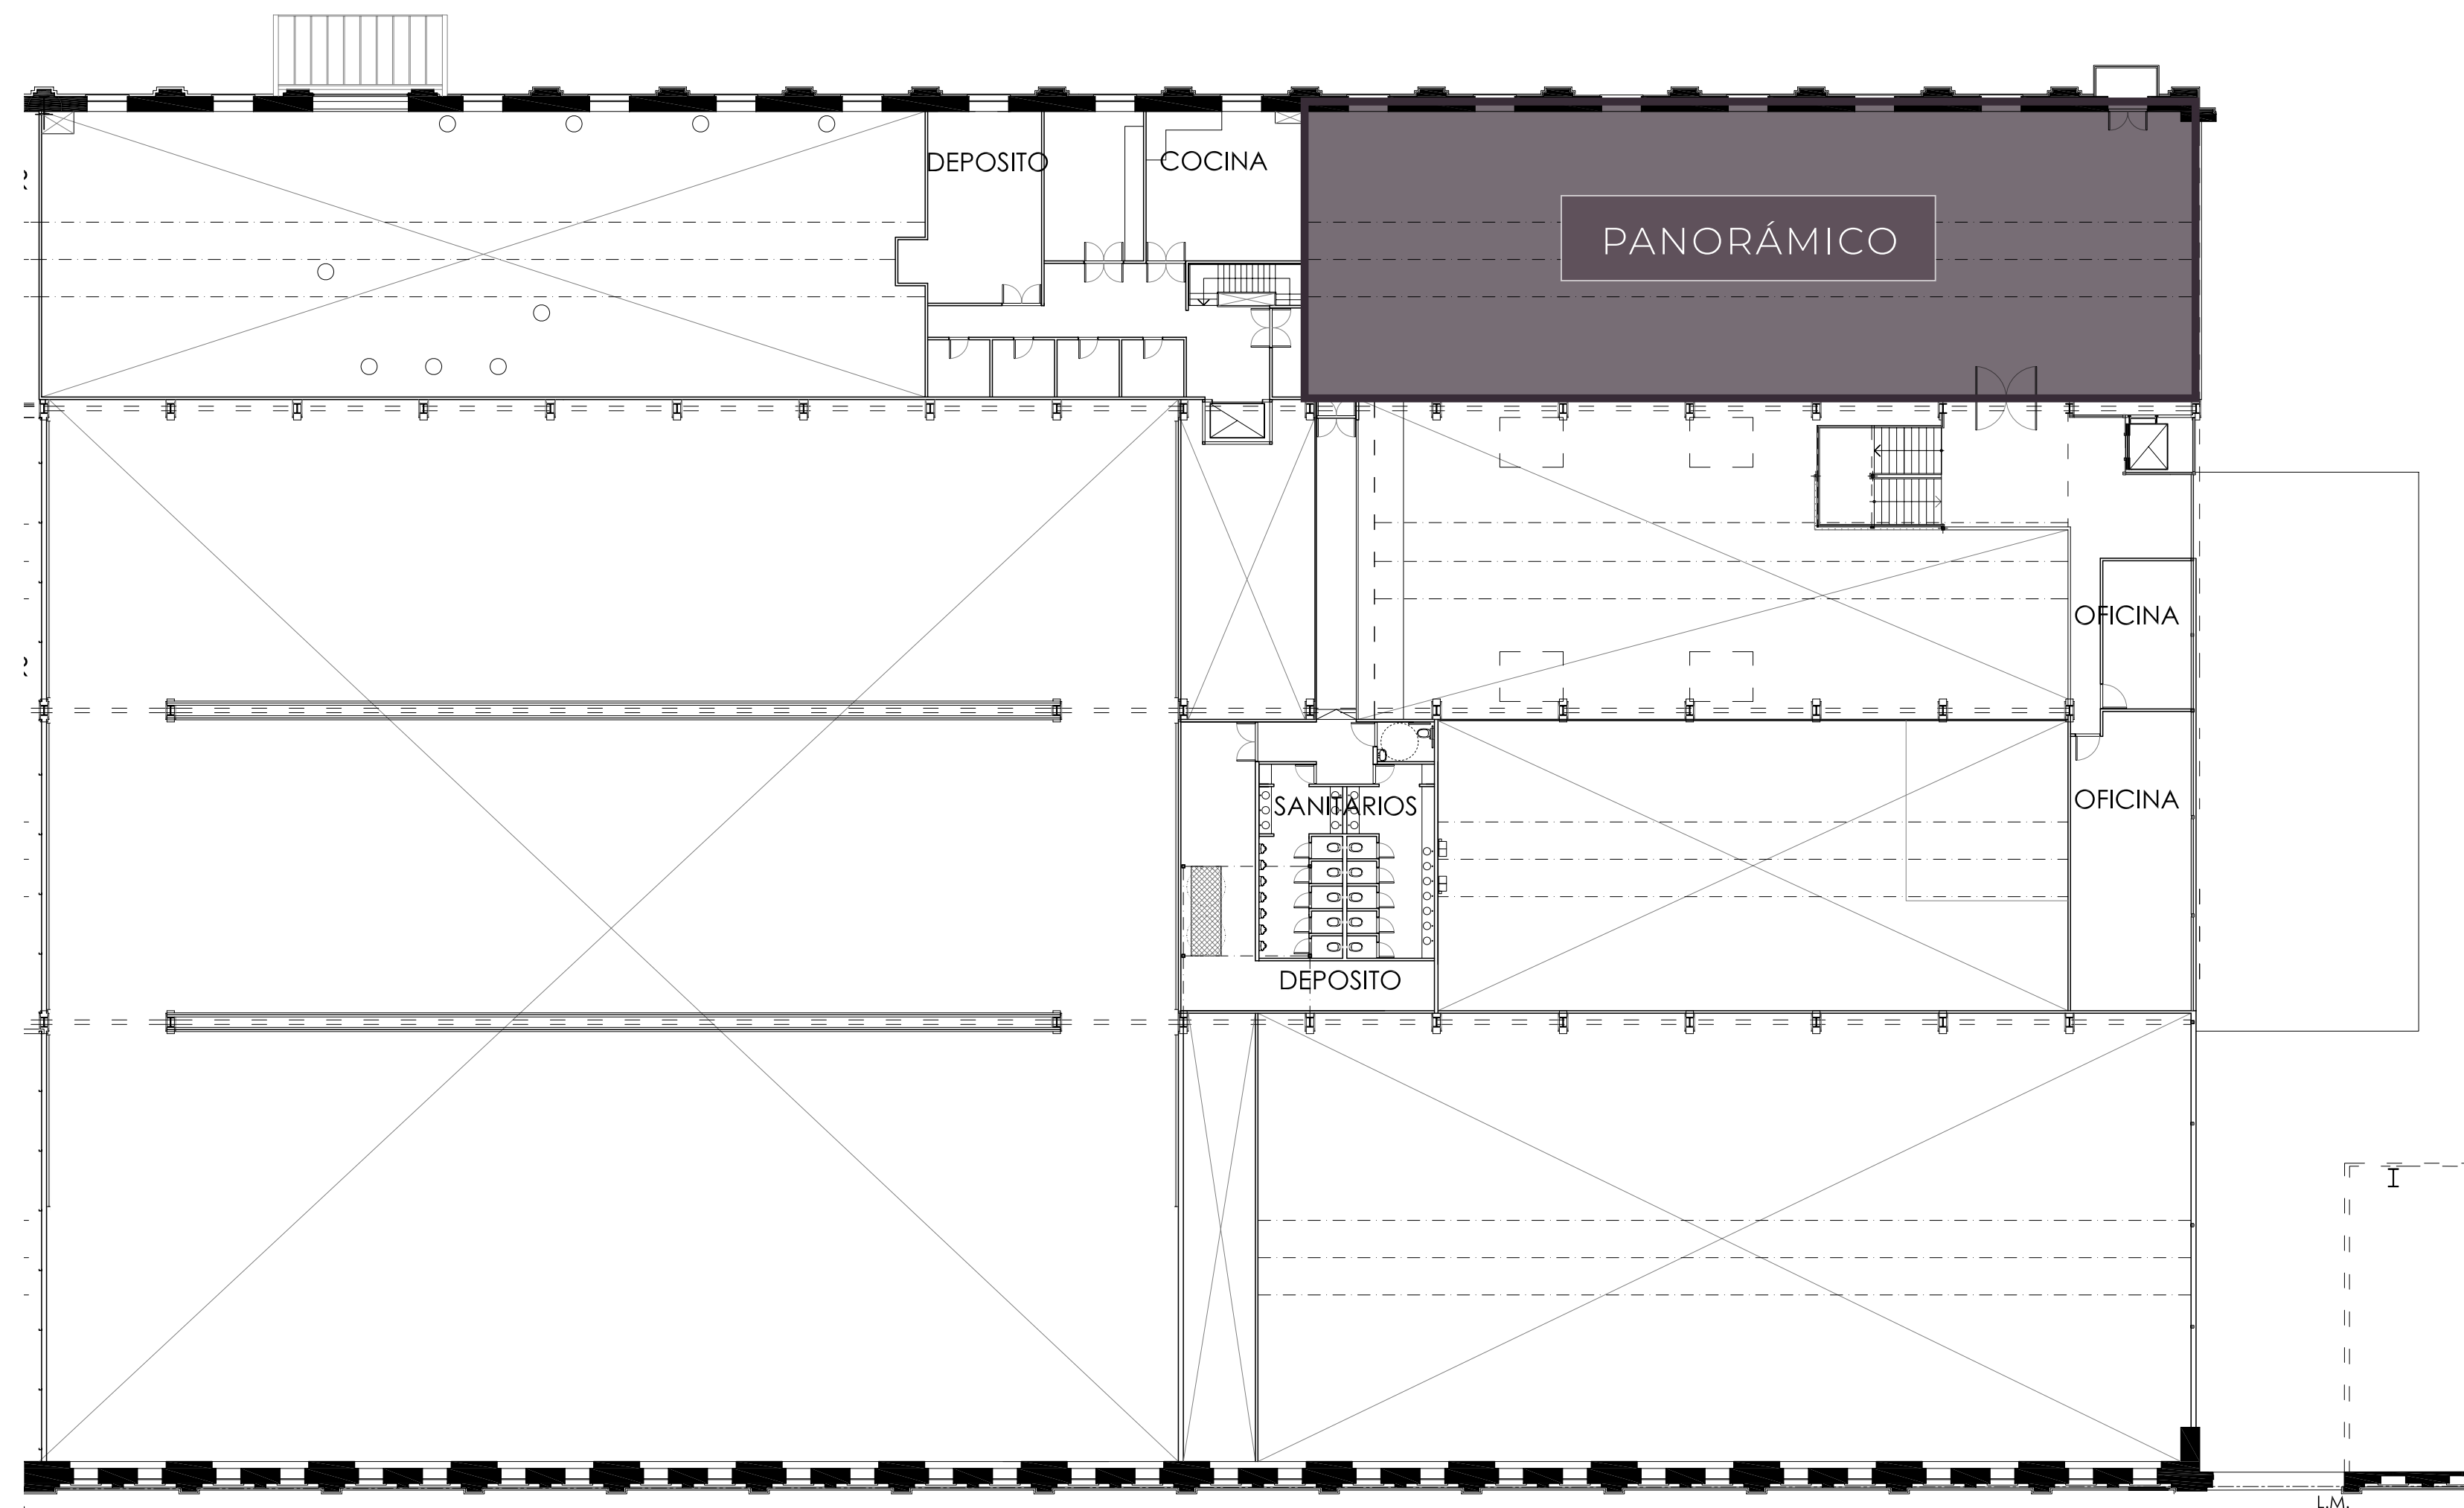 DEPOSITO
COCINA
PANORÁMICO
OFICINA
OFICINA
SANITARIOS
DEPOSITO
L.M.